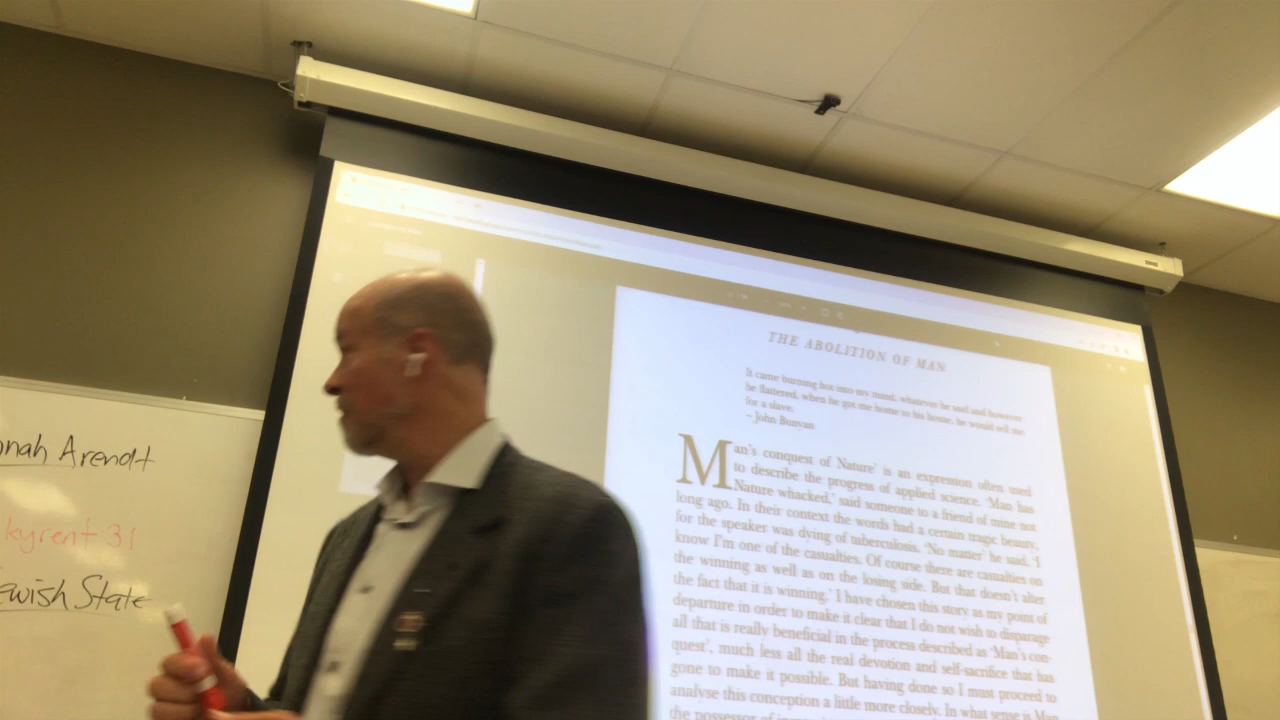 nnah Arendt
kyrent 31
ewish State
THE ABOLITION OF MAN
It came burning hot into my mind, whatever he said and however
he flattered, when he got me home to his house, he would sell me
for a slave.
– John Bunyan
Man's conquest of Nature' is an expression often used
to describe the progress of applied science. 'Man has
Nature whacked,' said someone to a friend of mine not
long ago. In their context the words had a certain tragic beauty,
for the speaker was dying of tuberculosis. 'No matter' he said, 'I
know I'm one of the casualties. Of course there are casualties on
the winning as well as on the losing side. But that doesn't alter
the fact that it is winning.' I have chosen this story as my point of
departure in order to make it clear that I do not wish to disparage
all that is really beneficial in the process described as 'Man's con-
quest', much less all the real devotion and self-sacrifice that has
gone to make it possible. But having done so I must proceed to
analyse this conception a little more closely. In what sense is Man
the possessor of